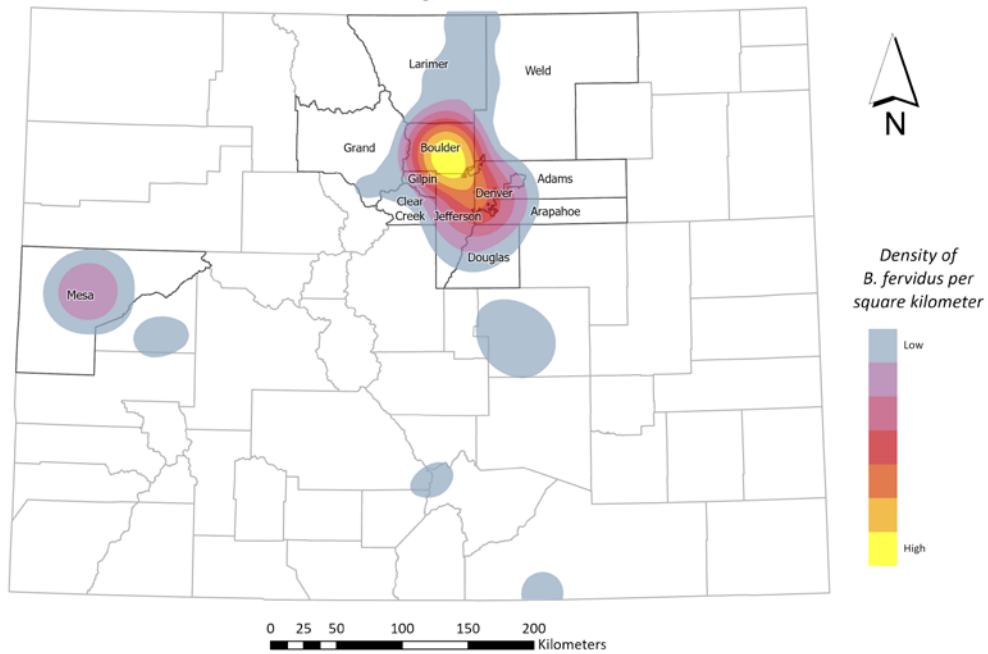 Larimer
Weld
N
Grand
Boulder
Gilpin
Adams
Denver
Clear
Creek
Jefferson
Arapahoe
Douglas
Mesa
Density of
B. fervidus per
square kilometer
Low
High
0 25 50 100 150 200
Kilometers